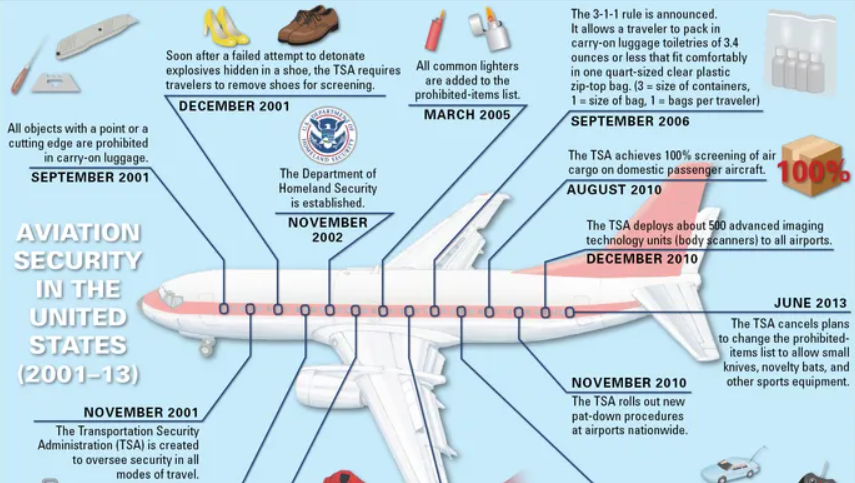 All objects with a point or a
cutting edge are prohibited
in carry-on luggage.
SEPTEMBER 2001
Soon after a failed attempt to detonate
explosives hidden in a shoe, the TSA requires
travelers to remove shoes for screening.
DECEMBER 2001
U.S. DEPARTMENT OF
HOMELAND SECURITY
The Department of
Homeland Security
is established.
NOVEMBER
2002
All common lighters
are added to the
prohibited-items list.
MARCH 2005
The 3-1-1 rule is announced.
It allows a traveler to pack in
carry-on luggage toiletries of 3.4
ounces or less that fit comfortably
in one quart-sized clear plastic
zip-top bag. (3 = size of containers,
1 = size of bag, 1 = bags per traveler)
SEPTEMBER 2006
The TSA achieves 100% screening of air
cargo on domestic passenger aircraft.
AUGUST 2010
100%
The TSA deploys about 500 advanced imaging
technology units (body scanners) to all airports.
DECEMBER 2010
AVIATION
SECURITY
IN THE
UNITED
STATES
(2001–13)
JUNE 2013
The TSA cancels plans
to change the prohibited-
items list to allow small
knives, novelty bats, and
other sports equipment.
NOVEMBER 2010
The TSA rolls out new
pat-down procedures
at airports nationwide.
NOVEMBER 2001
The Transportation Security
Administration (TSA) is created
to oversee security in all
modes of travel.